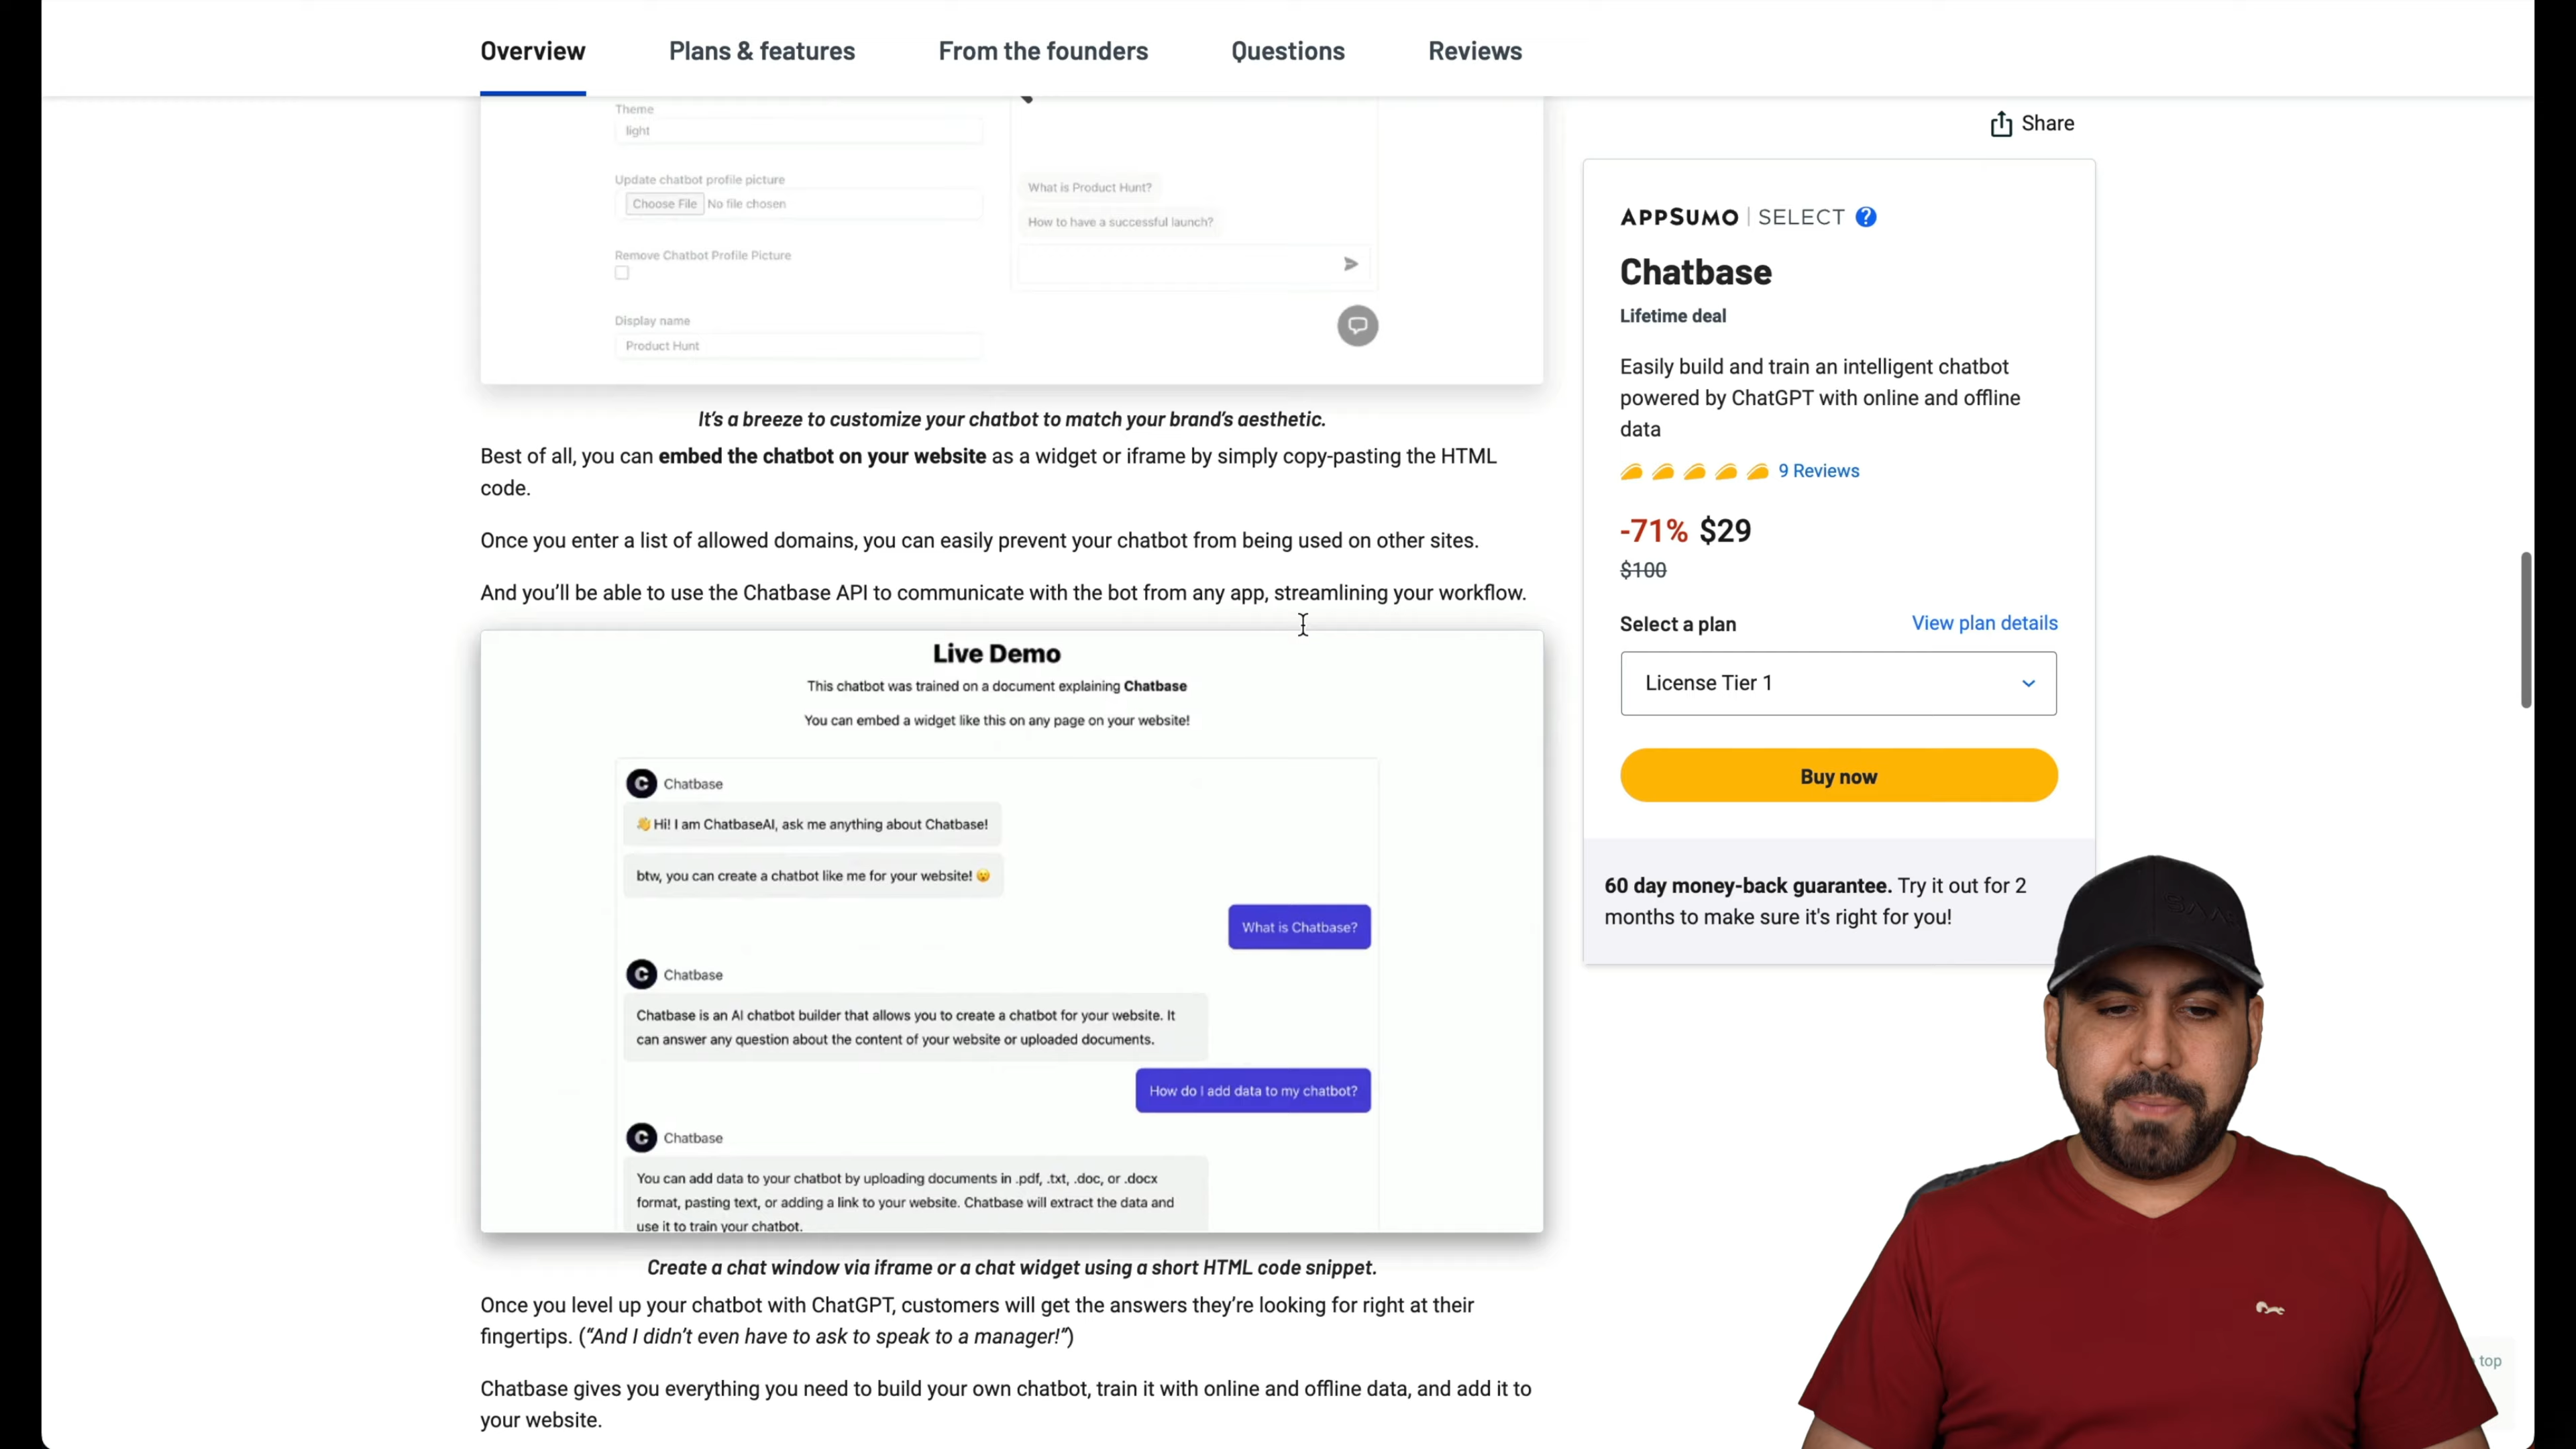 Overview
Plans & features
From the founders
Questions
Reviews
Theme
light
Update chatbot profile picture
Choose File No file chosen
Remove Chatbot Profile Picture
Display name
Product Hunt
What is Product Hunt?
How to have a successful launch?
It's a breeze to customize your chatbot to match your brand's aesthetic.
Best of all, you can embed the chatbot on your website as a widget or iframe by simply copy-pasting the HTML
code.
Once you enter a list of allowed domains, you can easily prevent your chatbot from being used on other sites.
And you'll be able to use the Chatbase API to communicate with the bot from any app, streamlining your workflow.
Live Demo
This chatbot was trained on a document explaining Chatbase
You can embed a widget like this on any page on your website!
C Chatbase
👋 Hi! I am ChatbaseAI, ask me anything about Chatbase!
btw, you can create a chatbot like me for your website! 😮
What is Chatbase?
C Chatbase
Chatbase is an AI chatbot builder that allows you to create a chatbot for your website. It
can answer any question about the content of your website or uploaded documents.
How do I add data to my chatbot?
C Chatbase
You can add data to your chatbot by uploading documents in .pdf, .txt, .doc, or .docx
format, pasting text, or adding a link to your website. Chatbase will extract the data and
use it to train your chatbot.
Create a chat window via iframe or a chat widget using a short HTML code snippet.
Once you level up your chatbot with ChatGPT, customers will get the answers they're looking for right at their
fingertips. ("And I didn't even have to ask to speak to a manager!")
Chatbase gives you everything you need to build your own chatbot, train it with online and offline data, and add it to
your website.
Share
APPSUMO | SELECT ?
Chatbase
Lifetime deal
Easily build and train an intelligent chatbot
powered by ChatGPT with online and offline
data
9 Reviews
-71% $29
$100
Select a plan
View plan details
License Tier 1
Buy now
60 day money-back guarantee. Try it out for 2
months to make sure it's right for you!
top